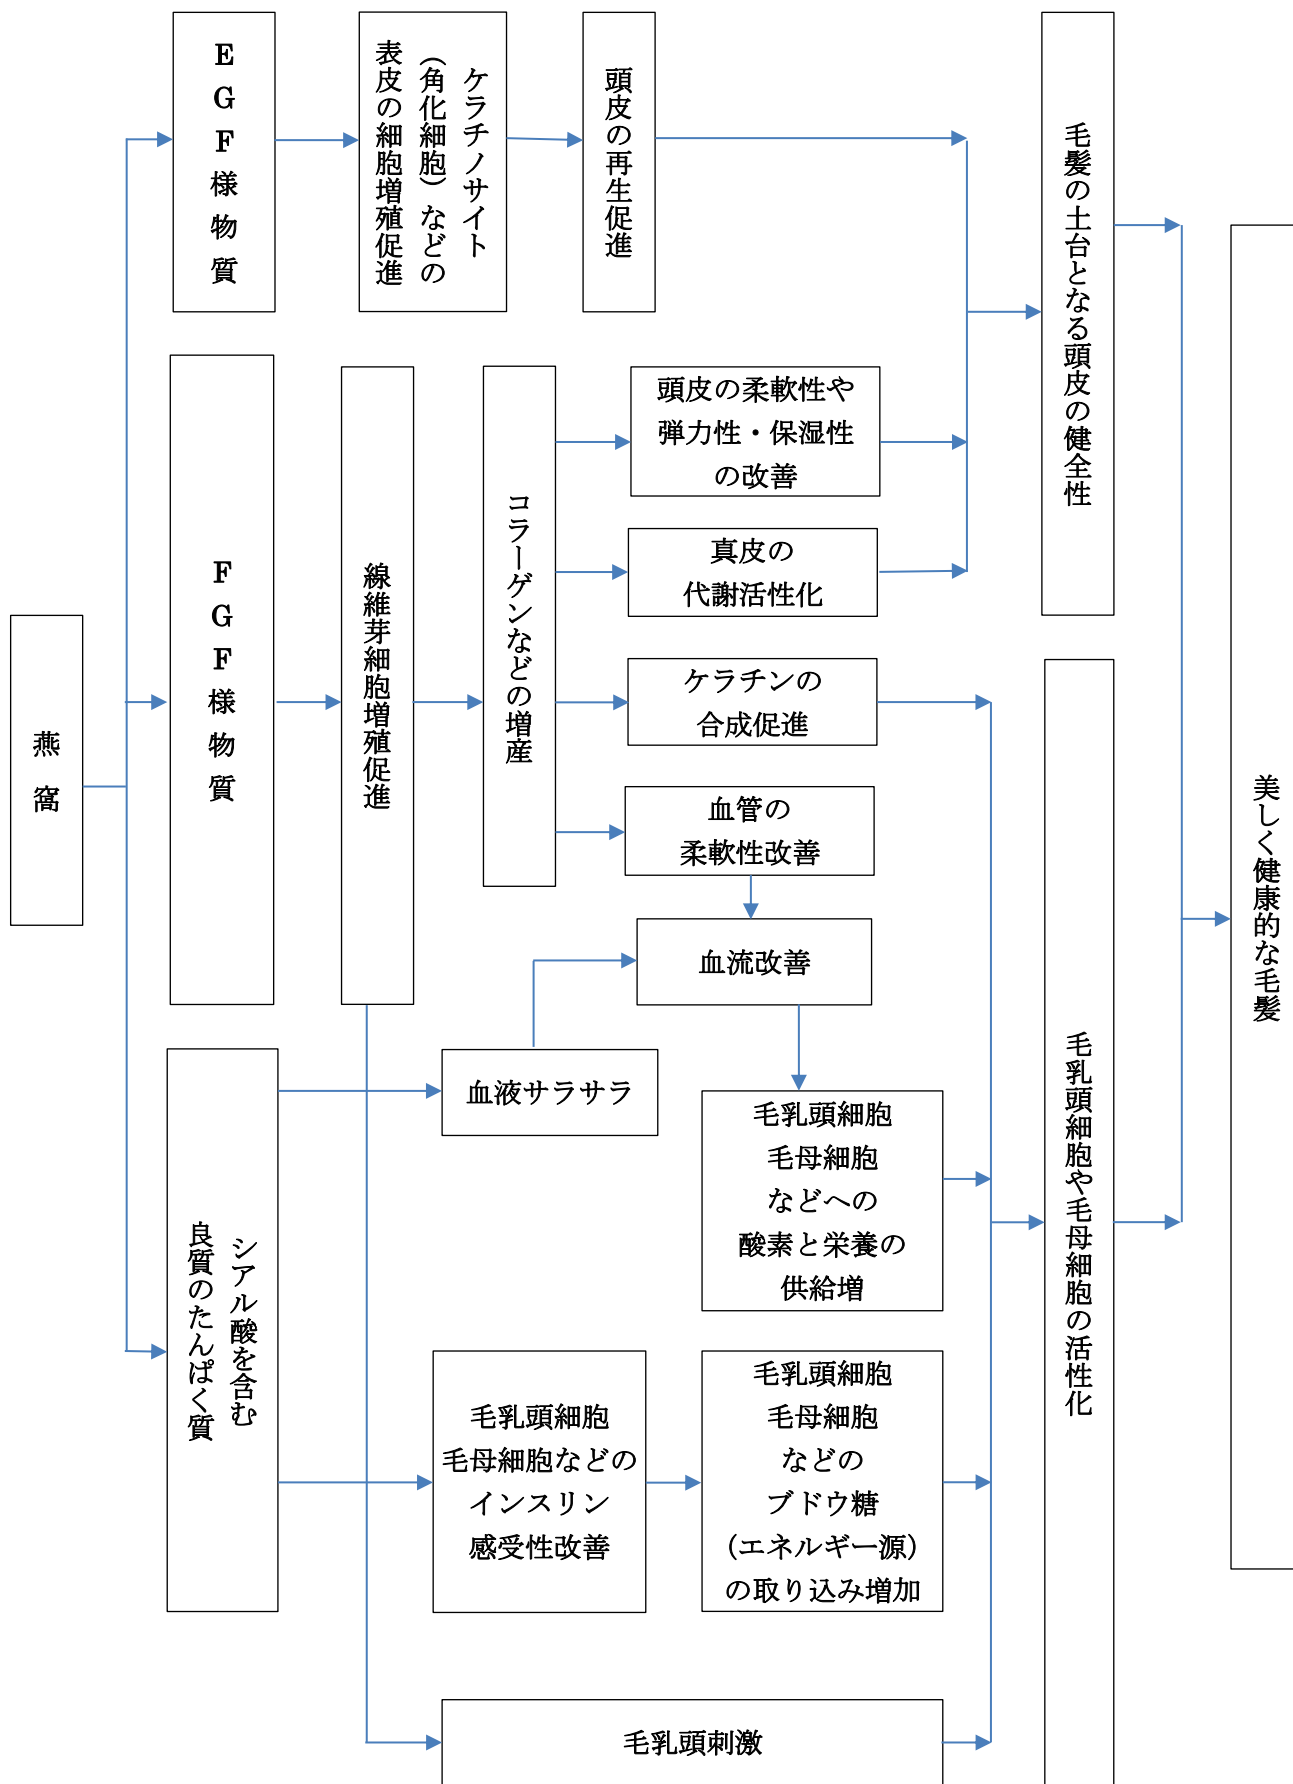 燕窩
EGF様物質
ケラチノサイト
（角化細胞）などの
表皮の細胞増殖促進
頭皮の再生促進
FGF様物質
線維芽細胞増殖促進
コラーゲンなどの増産
頭皮の柔軟性や
弾力性・保湿性
の改善
真皮の
代謝活性化
ケラチンの
合成促進
血管の
柔軟性改善
血流改善
シアル酸を含む
良質のたんぱく質
血液サラサラ
毛乳頭細胞
毛母細胞
などへの
酸素と栄養の
供給増
毛乳頭細胞
毛母細胞などの
インスリン
感受性改善
毛乳頭細胞
毛母細胞
などの
ブドウ糖
（エネルギー源）
の取り込み増加
毛乳頭刺激
毛髪の土台となる頭皮の健全性
毛乳頭細胞や毛母細胞の活性化
美しく健康的な毛髪